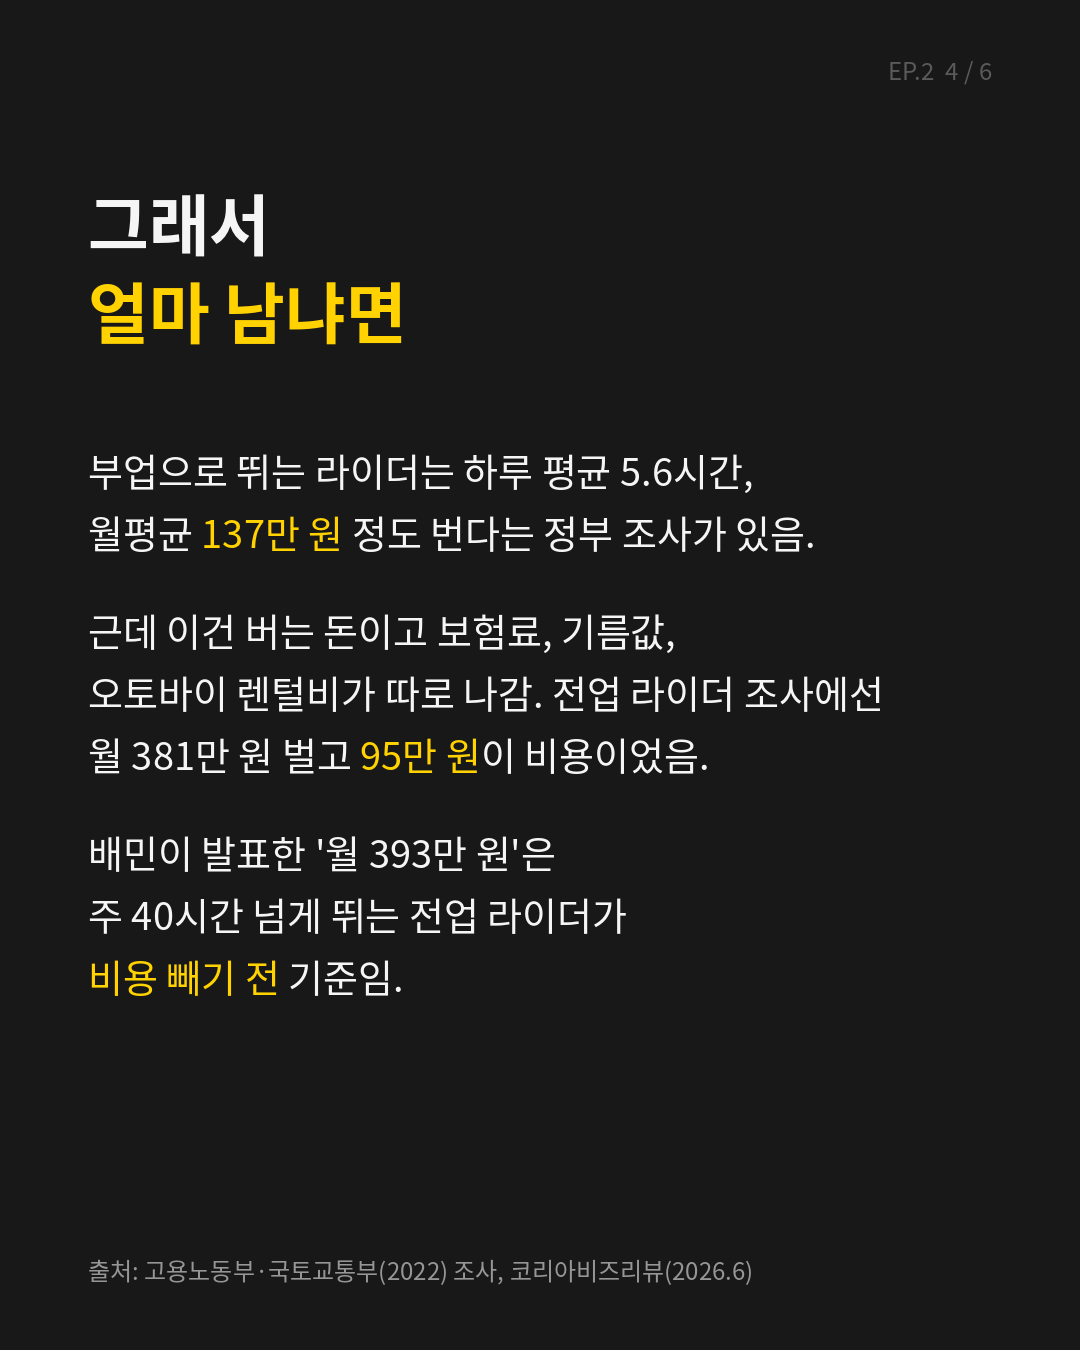 EP.2 4 / 6
그래서
얼마 남냐면
부업으로 뛰는 라이더는 하루 평균 5.6시간,
월평균 137만 원 정도 번다는 정부 조사가 있음.
근데 이건 버는 돈이고 보험료, 기름값,
오토바이 렌털비가 따로 나감. 전업 라이더 조사에선
월 381만 원 벌고 95만 원이 비용이었음.
배민이 발표한 '월 393만 원'은
주 40시간 넘게 뛰는 전업 라이더가
비용 빼기 전 기준임.
출처: 고용노동부·국토교통부(2022) 조사, 코리아비즈리뷰(2026.6)